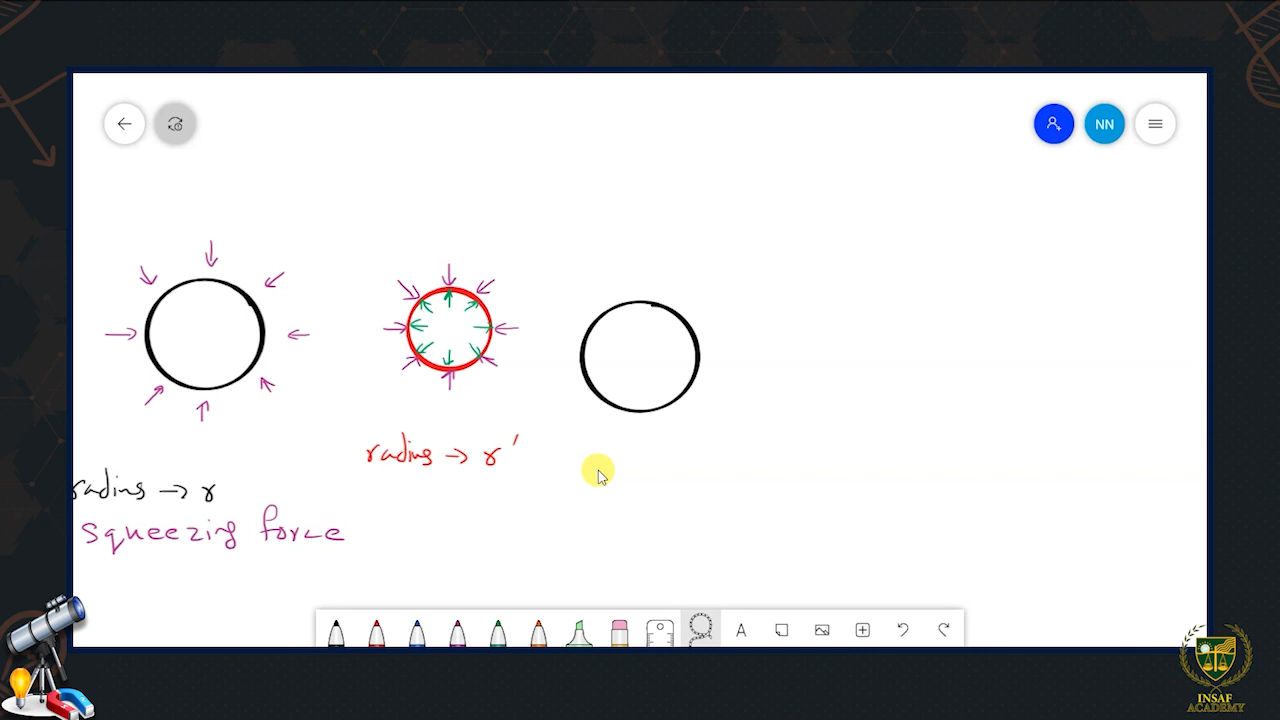 NN
radius → r'
radius → r
squeezing force
A
INSAF
ACADEMY